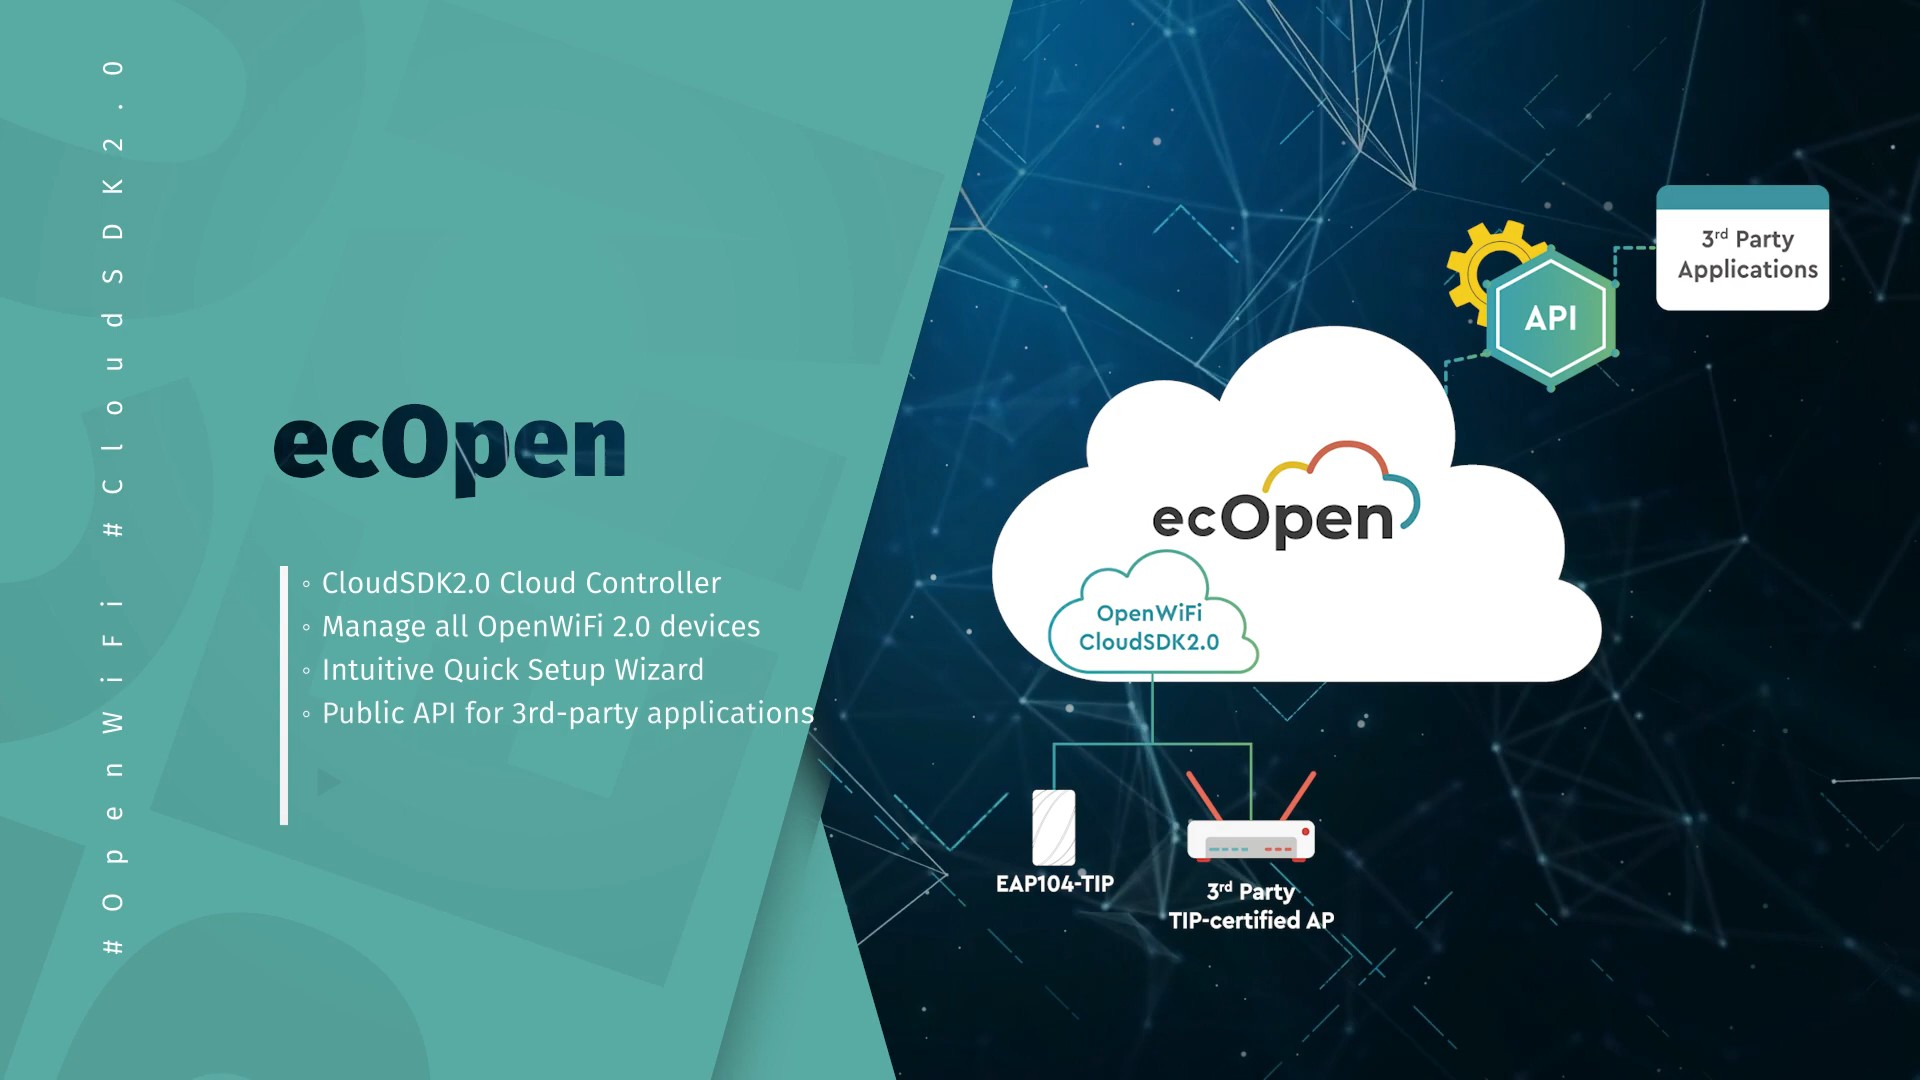 #OpenWiFi #CloudSDK2.0
ecOpen
◦ CloudSDK2.0 Cloud Controller
◦ Manage all OpenWiFi 2.0 devices
◦ Intuitive Quick Setup Wizard
◦ Public API for 3rd-party applications
3rd Party
Applications
API
ecOpen
OpenWiFi
CloudSDK2.0
EAP104-TIP
3rd Party
TIP-certified AP